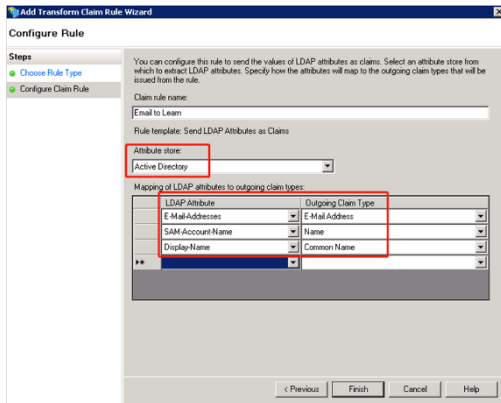 Add Transform Claim Rule Wizard
Configure Rule
Steps
Choose Rule Type
Configure Claim Rule
You can configure this rule to send the values of LDAP attributes as claims. Select an attribute store from
which to extract LDAP attributes. Specify how the attributes will map to the outgoing claim types that will be
issued from the rule.
Claim rule name:
Email to Learn
Rule template: Send LDAP Attributes as Claims
Attribute store:
Active Directory
Mapping of LDAP attributes to outgoing claim types:
LDAP Attribute Outgoing Claim Type
E-Mail-Addresses E-Mail Address
SAM-Account-Name Name
Display-Name Common Name
< Previous Finish Cancel Help